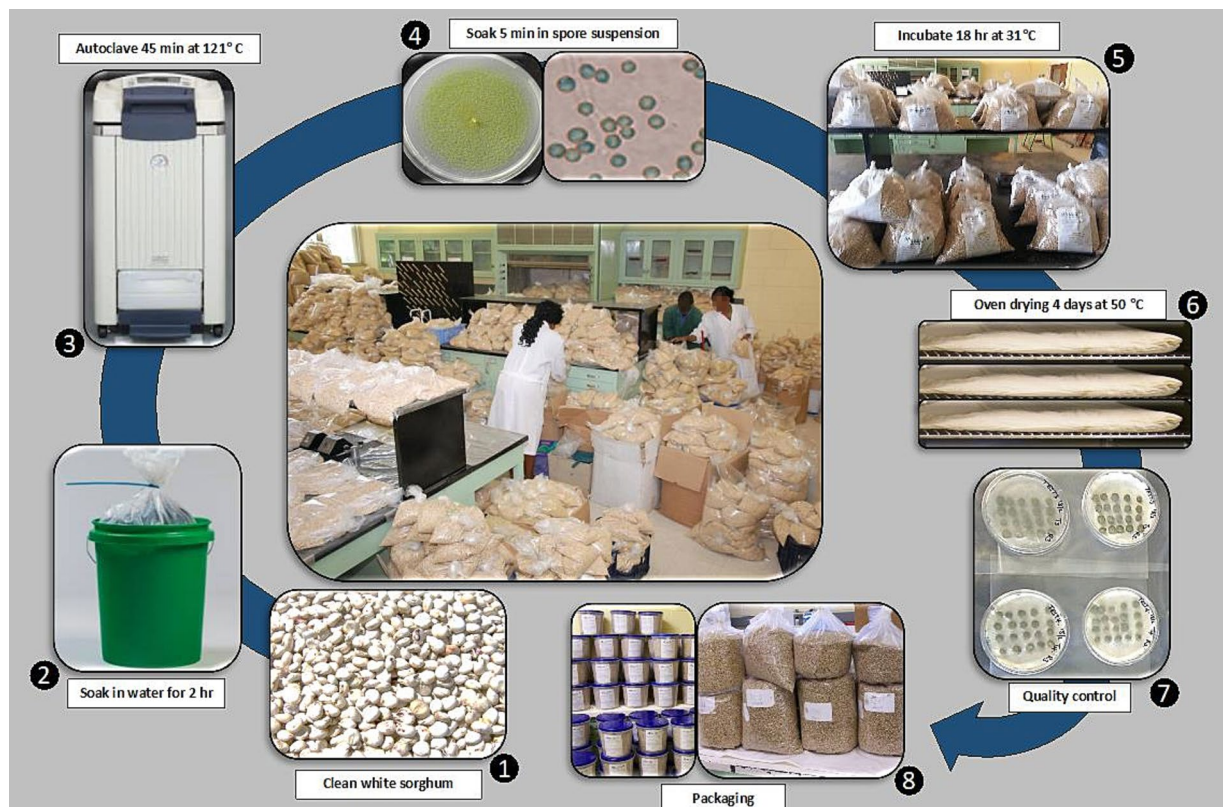 Autoclave 45 min at 121° C
4
Soak 5 min in spore suspension
Incubate 18 hr at 31°C
5
Oven drying 4 days at 50 °C
6
3
2
Soak in water for 2 hr
1
Clean white sorghum
Quality control
7
8
Packaging